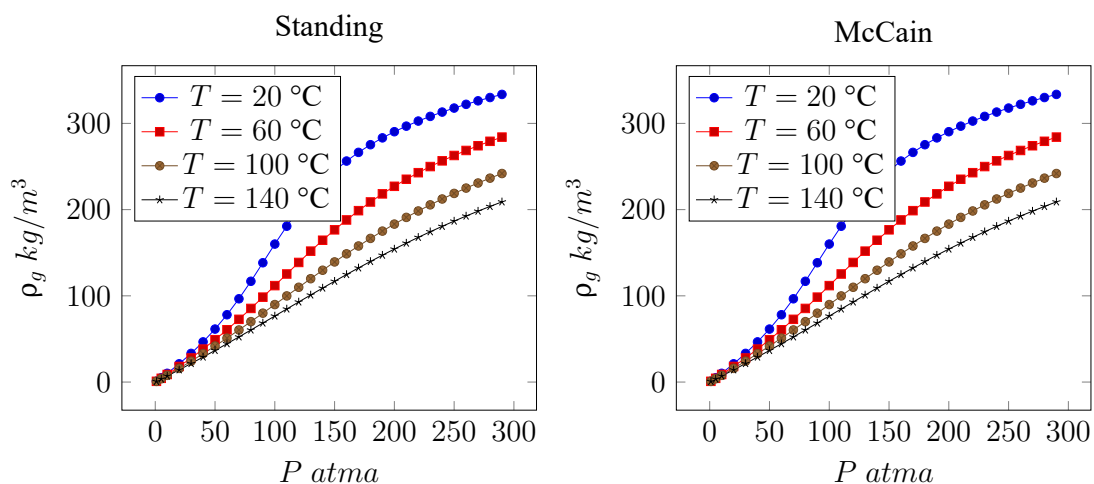 Standing
T = 20 °C
T = 60 °C
T = 100 °C
T = 140 °C
300
200
100
0
ρg kg/m³
0 50 100 150 200 250 300
P atma
McCain
T = 20 °C
T = 60 °C
T = 100 °C
T = 140 °C
300
200
100
0
ρg kg/m³
0 50 100 150 200 250 300
P atma